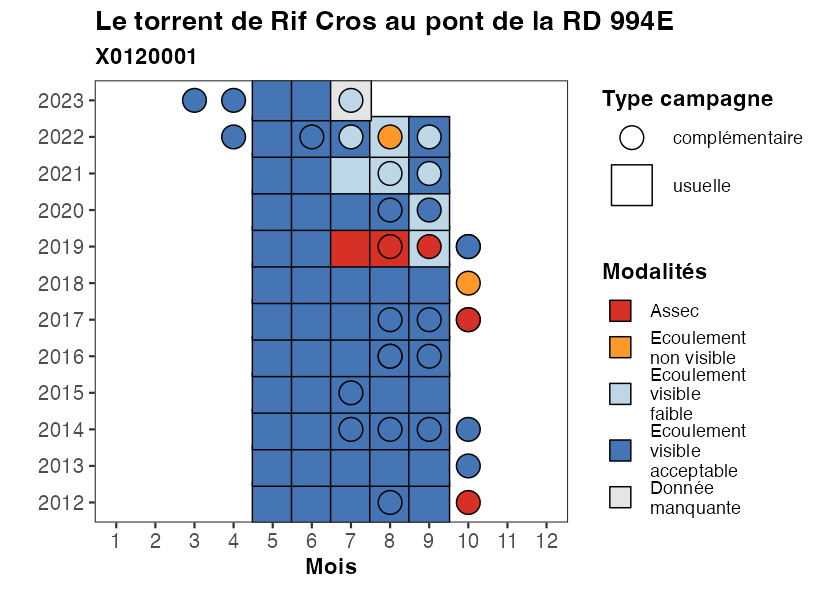 Le torrent de Rif Cros au pont de la RD 994E
X0120001
2023
2022
2021
2020
2019
2018
2017
2016
2015
2014
2013
2012
1 2 3 4 5 6 7 8 9 10 11 12
Mois
Type campagne
complémentaire
usuelle
Modalités
Assec
Ecoulement
non visible
Ecoulement
visible
faible
Ecoulement
visible
acceptable
Donnée
manquante